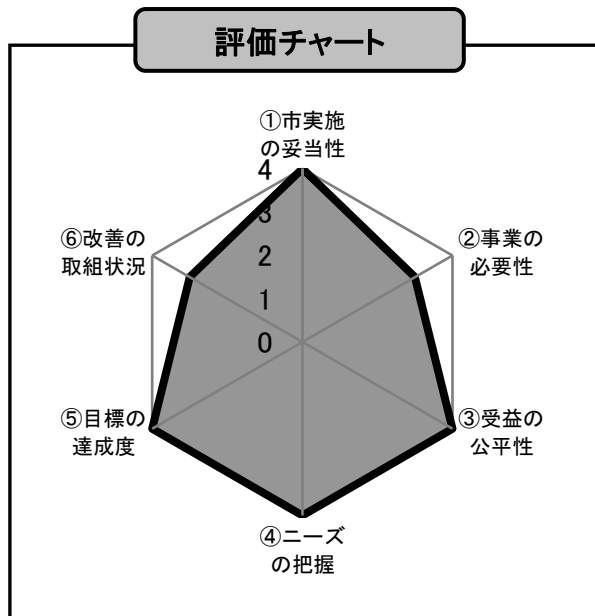 評価チャート
①市実施
の妥当性
4
3
2
1
0
②事業の
必要性
③受益の
公平性
④ニーズ
の把握
⑤目標の
達成度
⑥改善の
取組状況